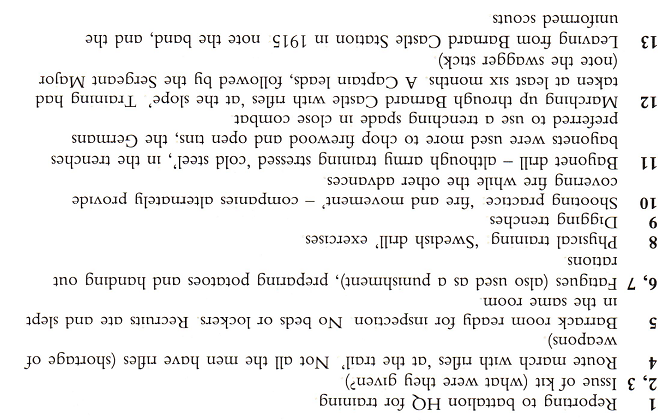 1 Reporting to battalion HQ for training
2, 3 Issue of kit (what were they given?)
4 Route march with rifles 'at the trail' Not all the men have rifles (shortage of
weapons)
5 Barrack room ready for inspection No beds or lockers Recruits ate and slept
in the same room
6, 7 Fatigues (also used as a punishment), preparing potatoes and handing out
rations
8 Physical training 'Swedish drill' exercises
9 Digging trenches
10 Shooting practice 'fire and movement' – companies alternately provide
covering fire while the other advances
11 Bayonet drill – although army training stressed 'cold steel', in the trenches
bayonets were used more to chop firewood and open tins, the Germans
preferred to use a trenching spade in close combat
12 Marching up through Barnard Castle with rifles 'at the slope' Training had
taken at least six months A Captain leads, followed by the Sergeant Major
(note the swagger stick)
13 Leaving from Barnard Castle Station in 1915 note the band, and the
uniformed scouts